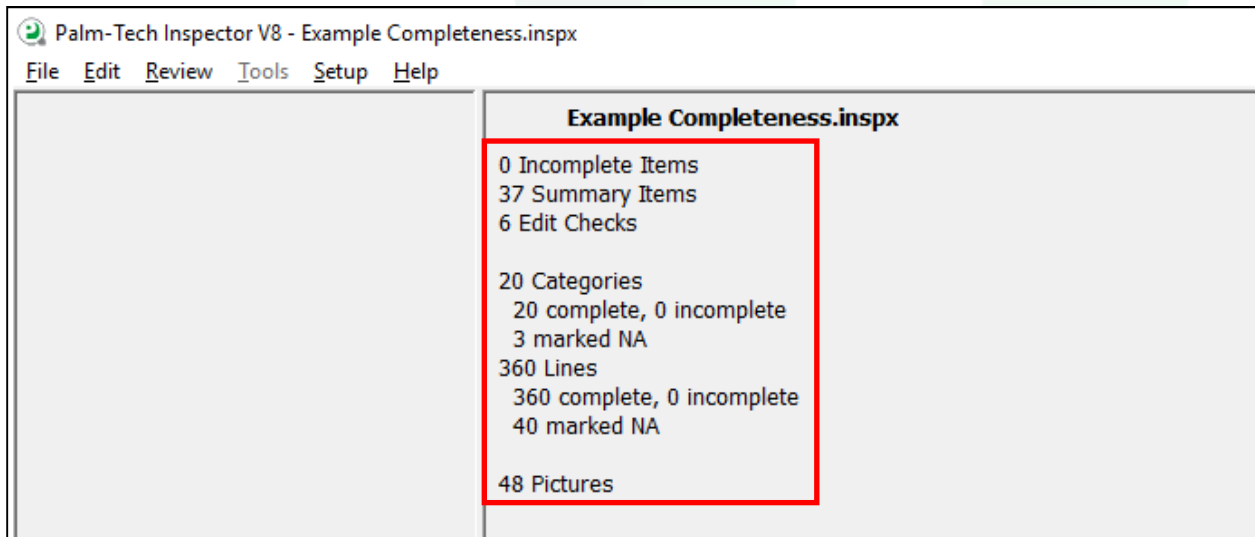 Palm-Tech Inspector V8 - Example Completeness.inspx
File Edit Review Tools Setup Help
Example Completeness.inspx
0 Incomplete Items
37 Summary Items
6 Edit Checks
20 Categories
20 complete, 0 incomplete
3 marked NA
360 Lines
360 complete, 0 incomplete
40 marked NA
48 Pictures